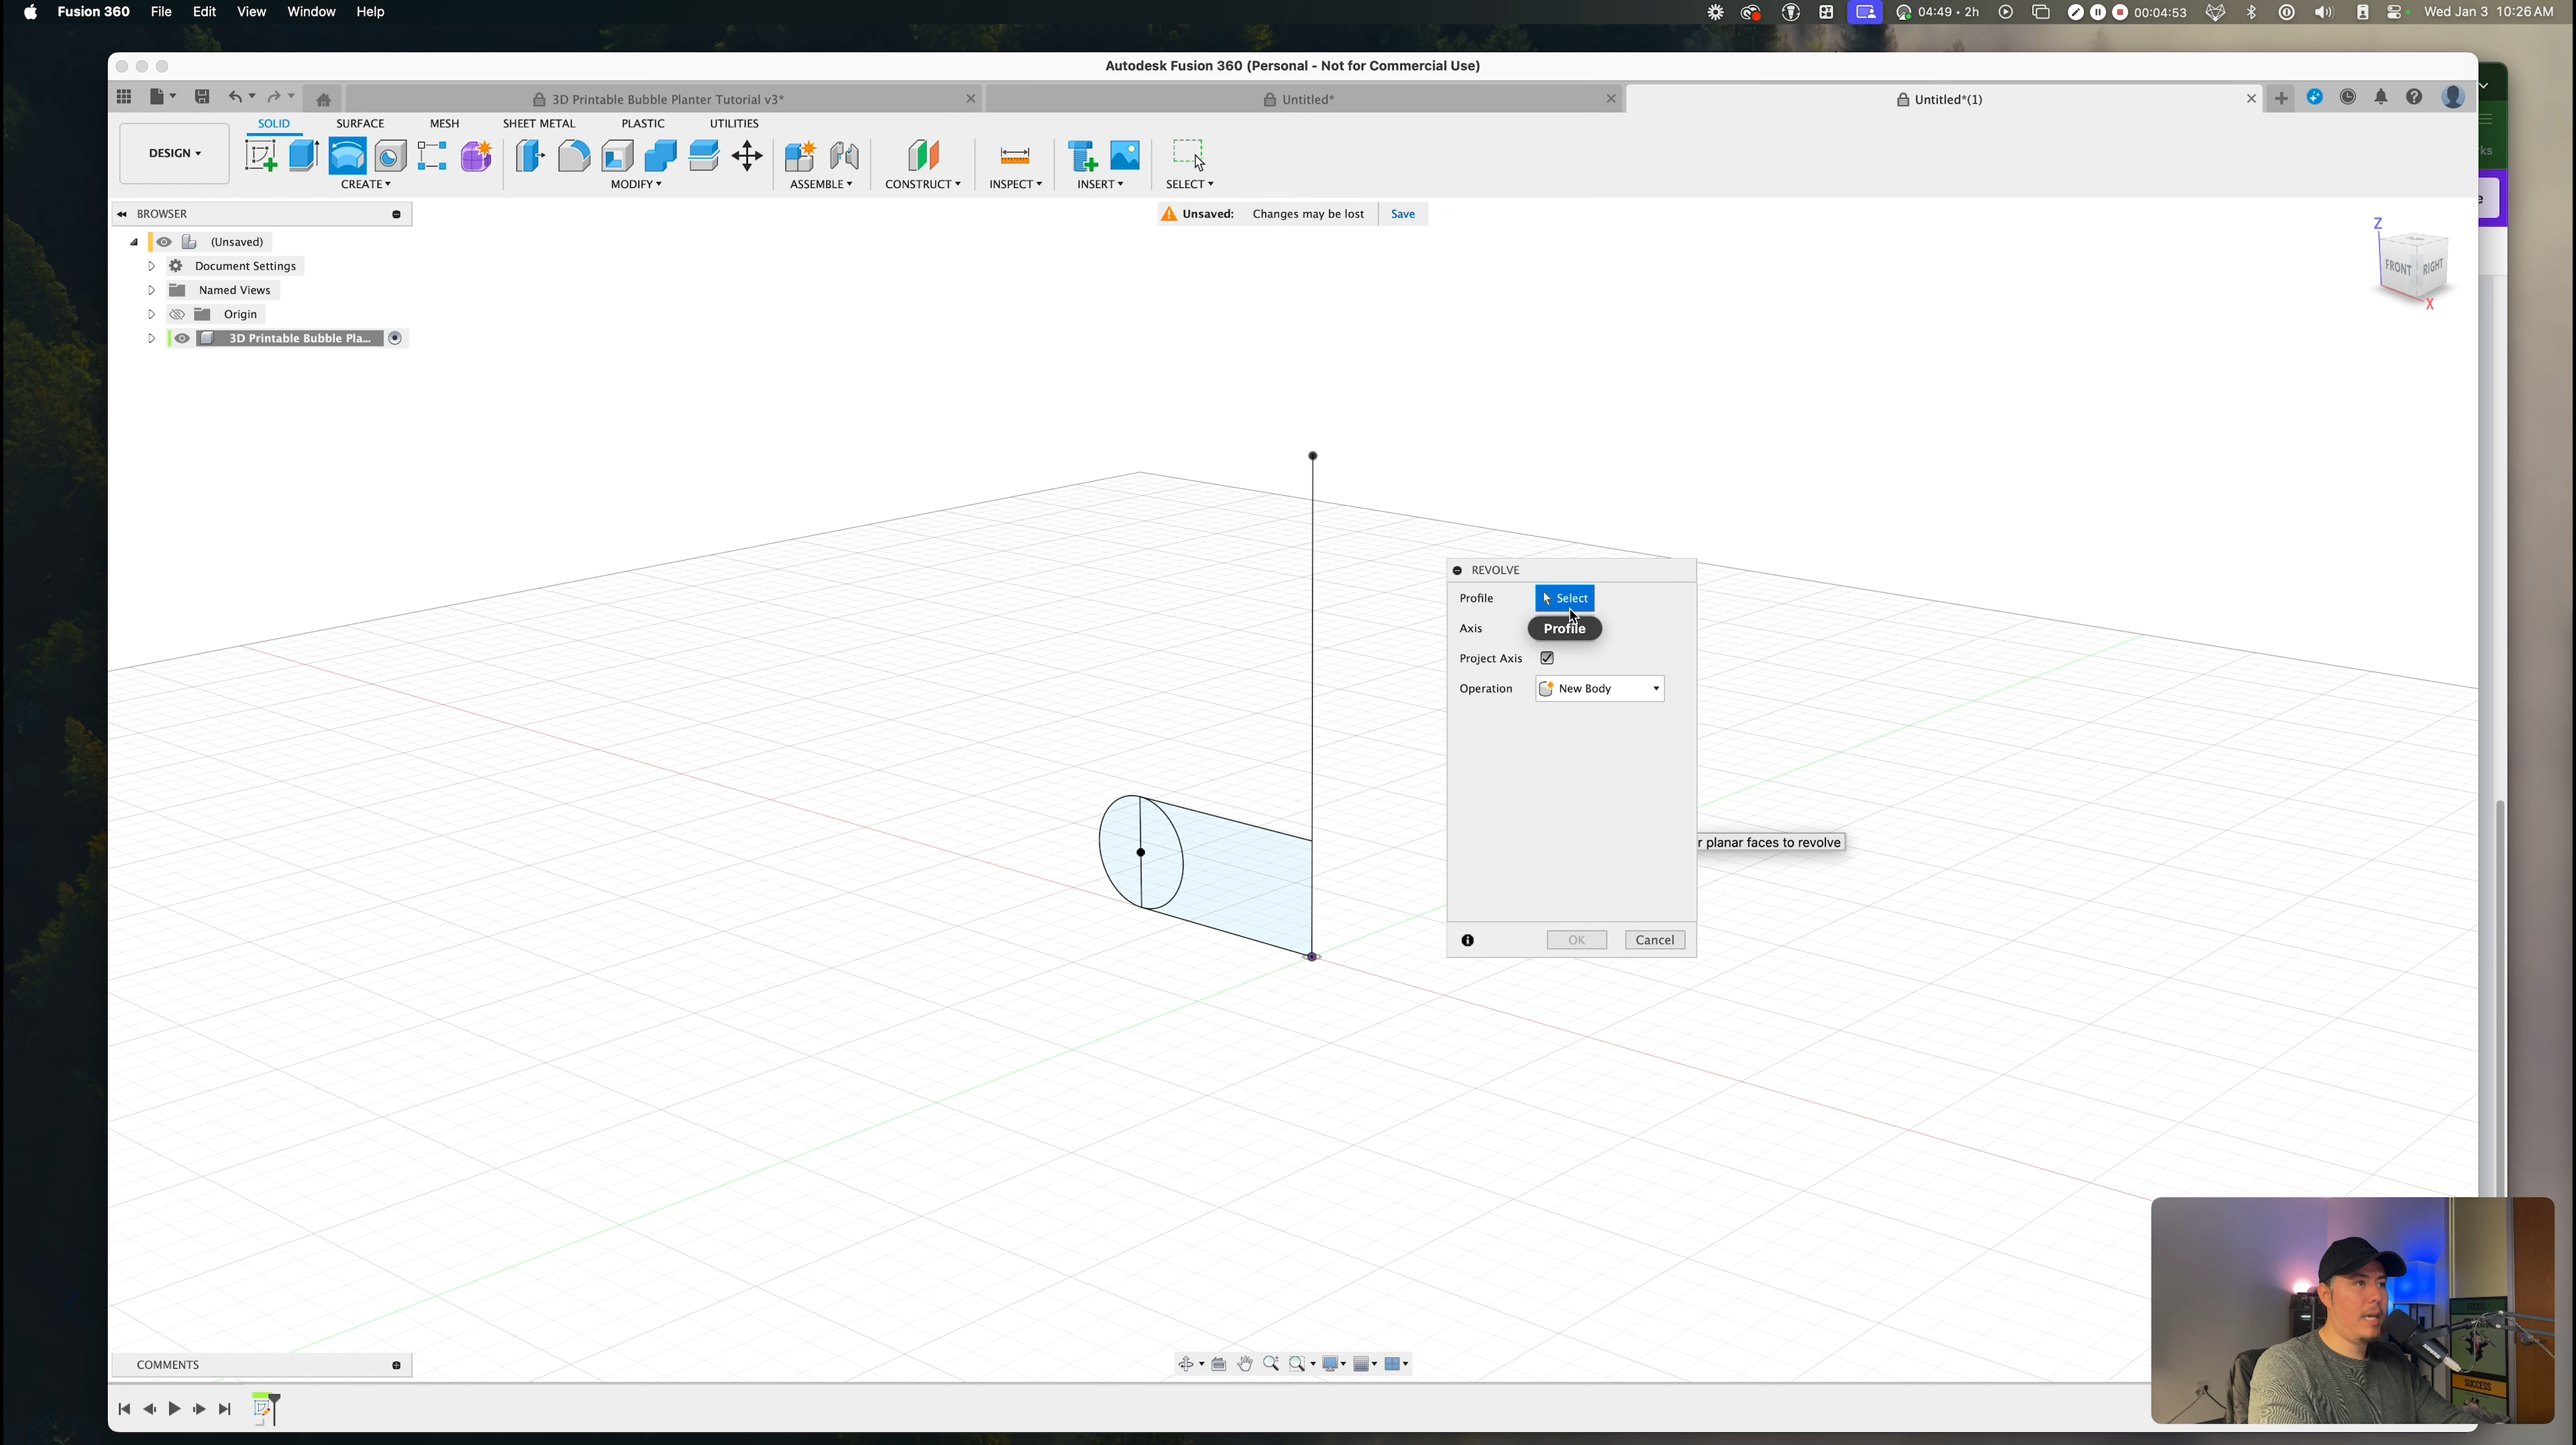 Fusion 360 File Edit View Window Help 04:49 • 2h 00:04:53 Wed Jan 3 10:26 AM
Autodesk Fusion 360 (Personal - Not for Commercial Use)
3D Printable Bubble Planter Tutorial v3* Untitled* Untitled*(1)
SOLID SURFACE MESH SHEET METAL PLASTIC UTILITIES
DESIGN
CREATE MODIFY ASSEMBLE CONSTRUCT INSPECT INSERT SELECT
BROWSER
Unsaved: Changes may be lost Save
(Unsaved)
Document Settings
Named Views
Origin
3D Printable Bubble Pla...
Z
FRONT RIGHT
X
REVOLVE
Profile Select
Axis Profile
Project Axis
Operation New Body
r planar faces to revolve
OK Cancel
COMMENTS
FOCUS
SUCCESS